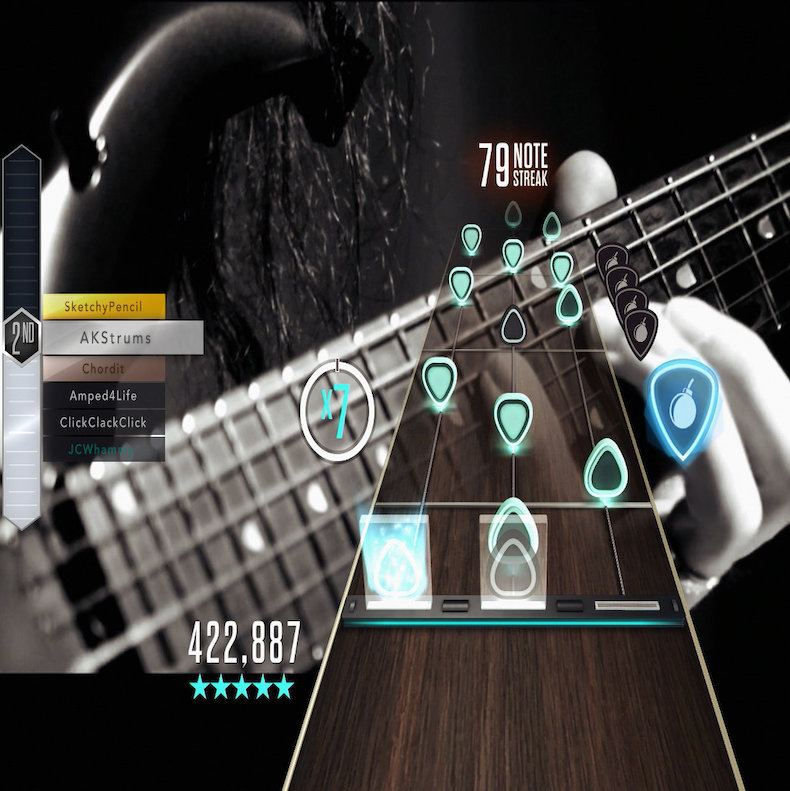 79 NOTE
STREAK
SketchyPencil
2ND
AKStrums
Chordit
Amped4Life
ClickClackClick
JCWhammy
x7
422,887